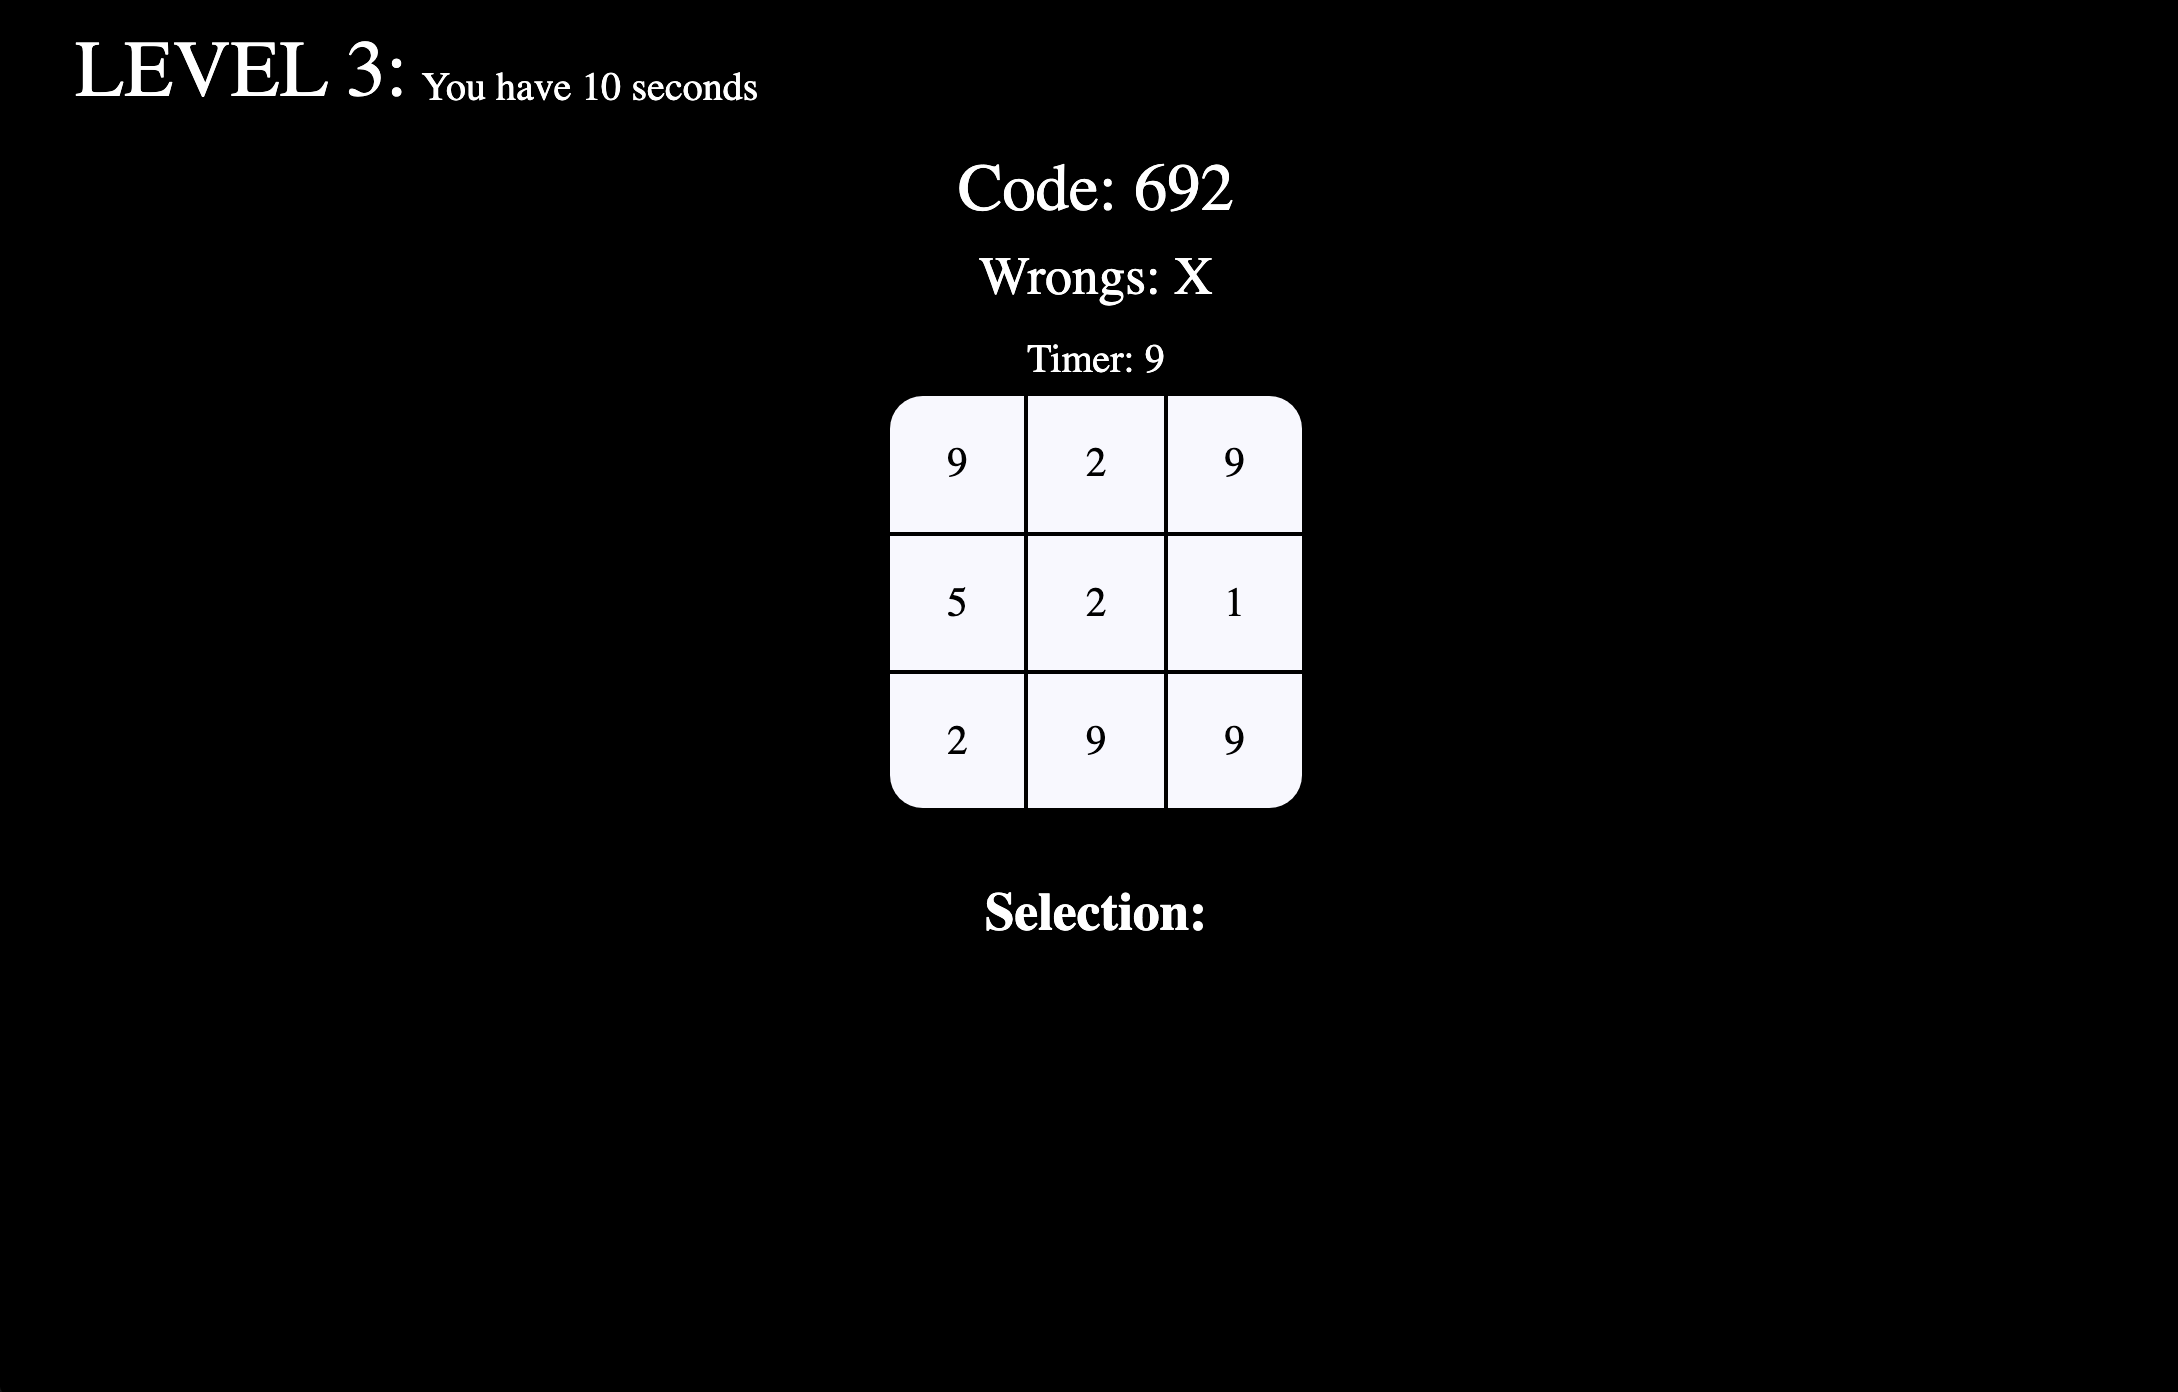 LEVEL 3: You have 10 seconds
Code: 692
Wrongs: X
Timer: 9
9 2 9
5 2 1
2 9 9
Selection: